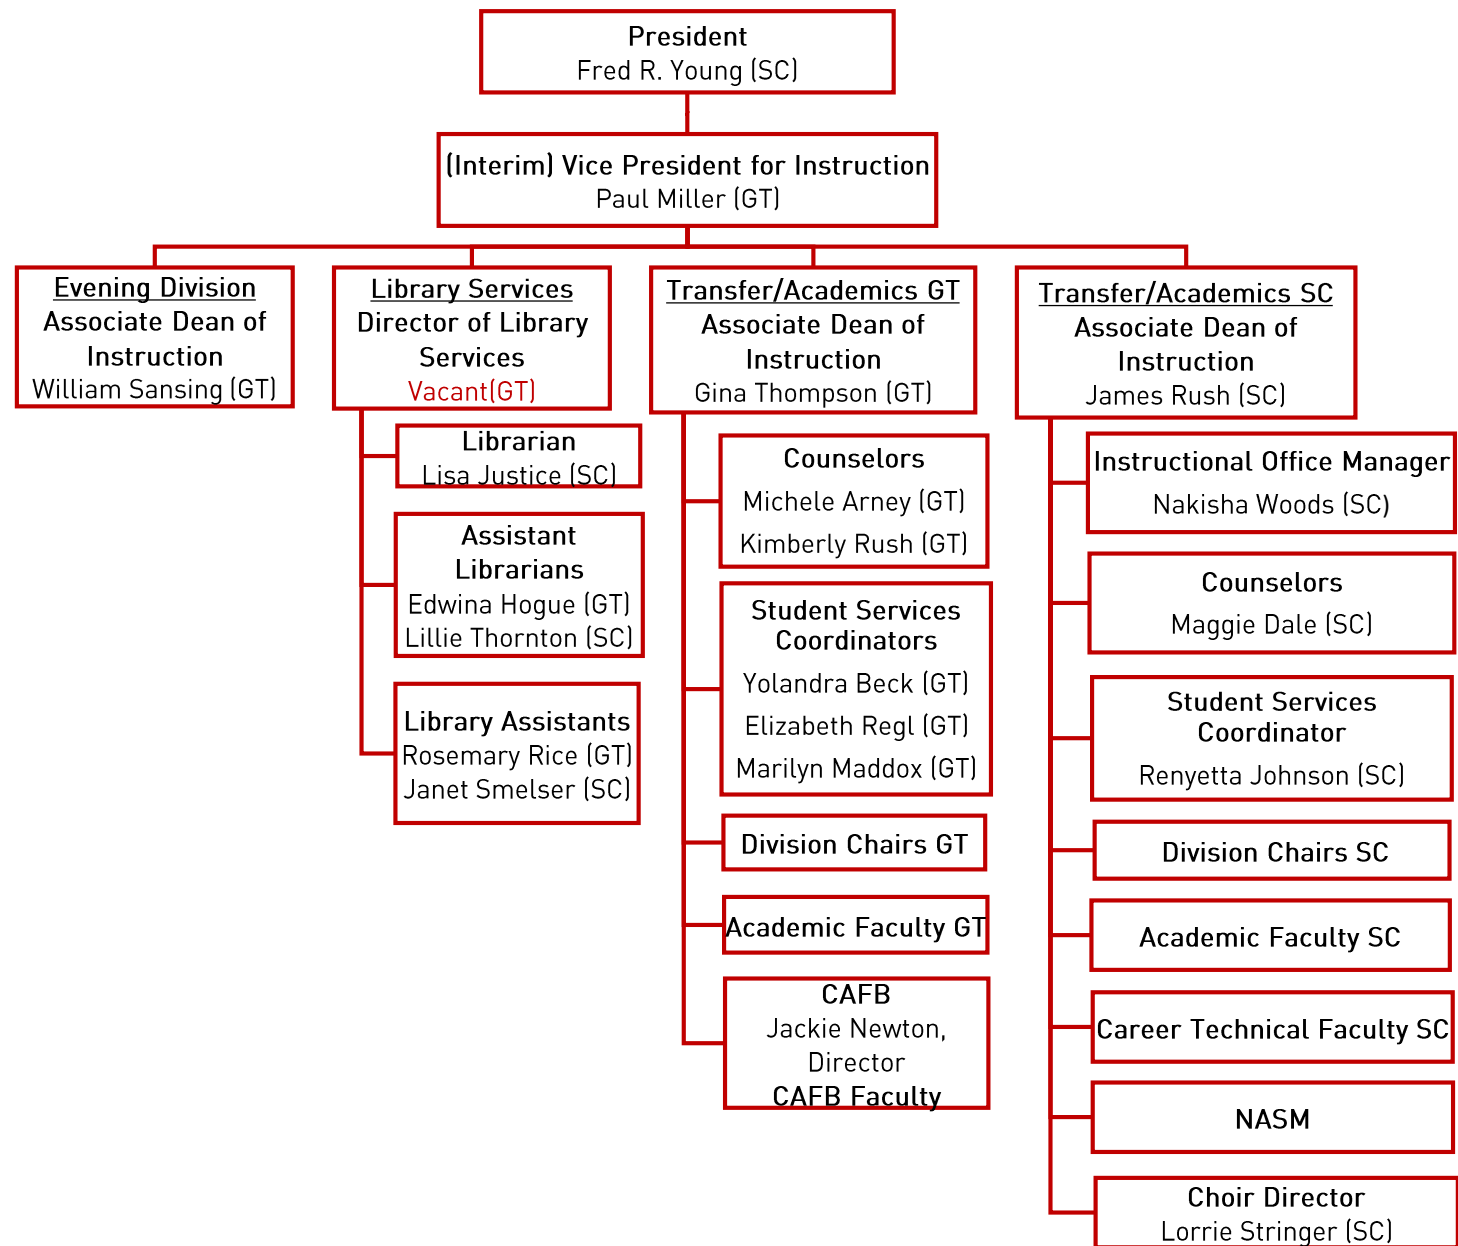 President
Fred R. Young (SC)
(Interim) Vice President for Instruction
Paul Miller (GT)
Evening Division
Associate Dean of
Instruction
William Sansing (GT)
Library Services
Director of Library
Services
Vacant(GT)
Librarian
Lisa Justice (SC)
Assistant
Librarians
Edwina Hogue (GT)
Lillie Thornton (SC)
Library Assistants
Rosemary Rice (GT)
Janet Smelser (SC)
Transfer/Academics GT
Associate Dean of
Instruction
Gina Thompson (GT)
Counselors
Michele Arney (GT)
Kimberly Rush (GT)
Student Services
Coordinators
Yolandra Beck (GT)
Elizabeth Regl (GT)
Marilyn Maddox (GT)
Division Chairs GT
Academic Faculty GT
CAFB
Jackie Newton,
Director
CAFB Faculty
Transfer/Academics SC
Associate Dean of
Instruction
James Rush (SC)
Instructional Office Manager
Nakisha Woods (SC)
Counselors
Maggie Dale (SC)
Student Services
Coordinator
Renyetta Johnson (SC)
Division Chairs SC
Academic Faculty SC
Career Technical Faculty SC
NASM
Choir Director
Lorrie Stringer (SC)